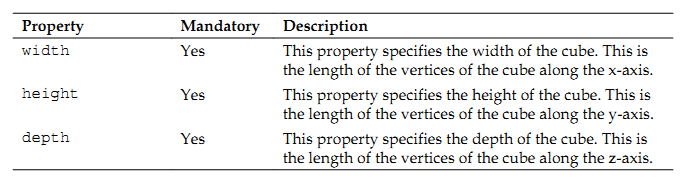 Property Mandatory Description
width Yes This property specifies the width of the cube. This is
the length of the vertices of the cube along the x-axis.
height Yes This property specifies the height of the cube. This is
the length of the vertices of the cube along the y-axis.
depth Yes This property specifies the depth of the cube. This is
the length of the vertices of the cube along the z-axis.